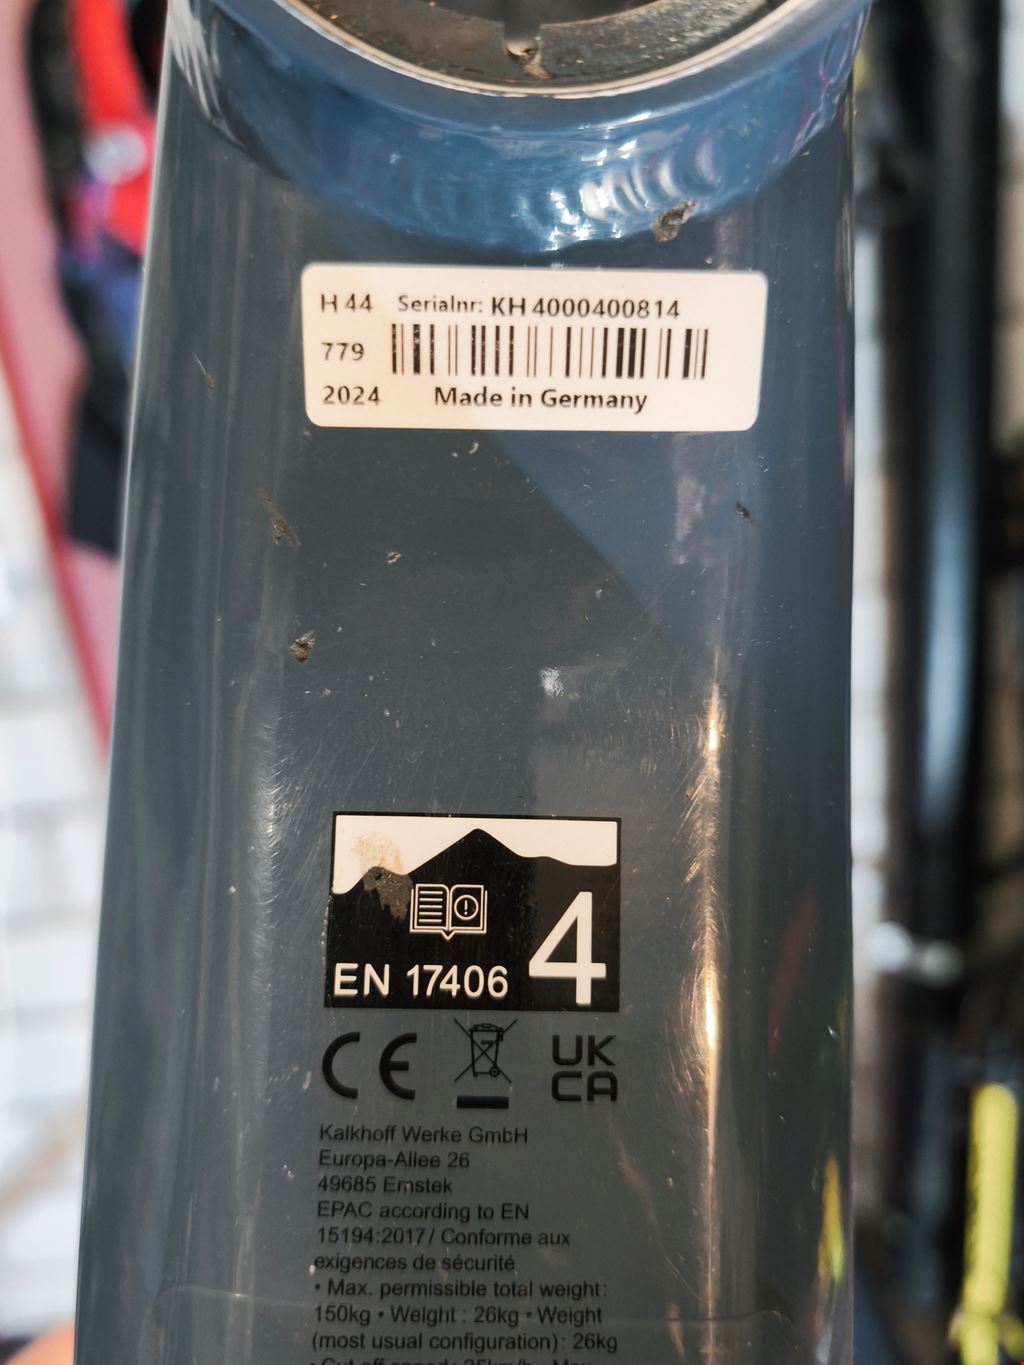 H 44 Serialnr: KH4000400814
779
2024 Made in Germany
EN 17406 4
CE UK CA
Kalkhoff Werke GmbH
Europa-Allee 26
49685 Emstek
EPAC according to EN
15194:2017/ Conforme aux
exigences de sécurité
• Max. permissible total weight:
150kg • Weight : 26kg • Weight
(most usual configuration): 26kg